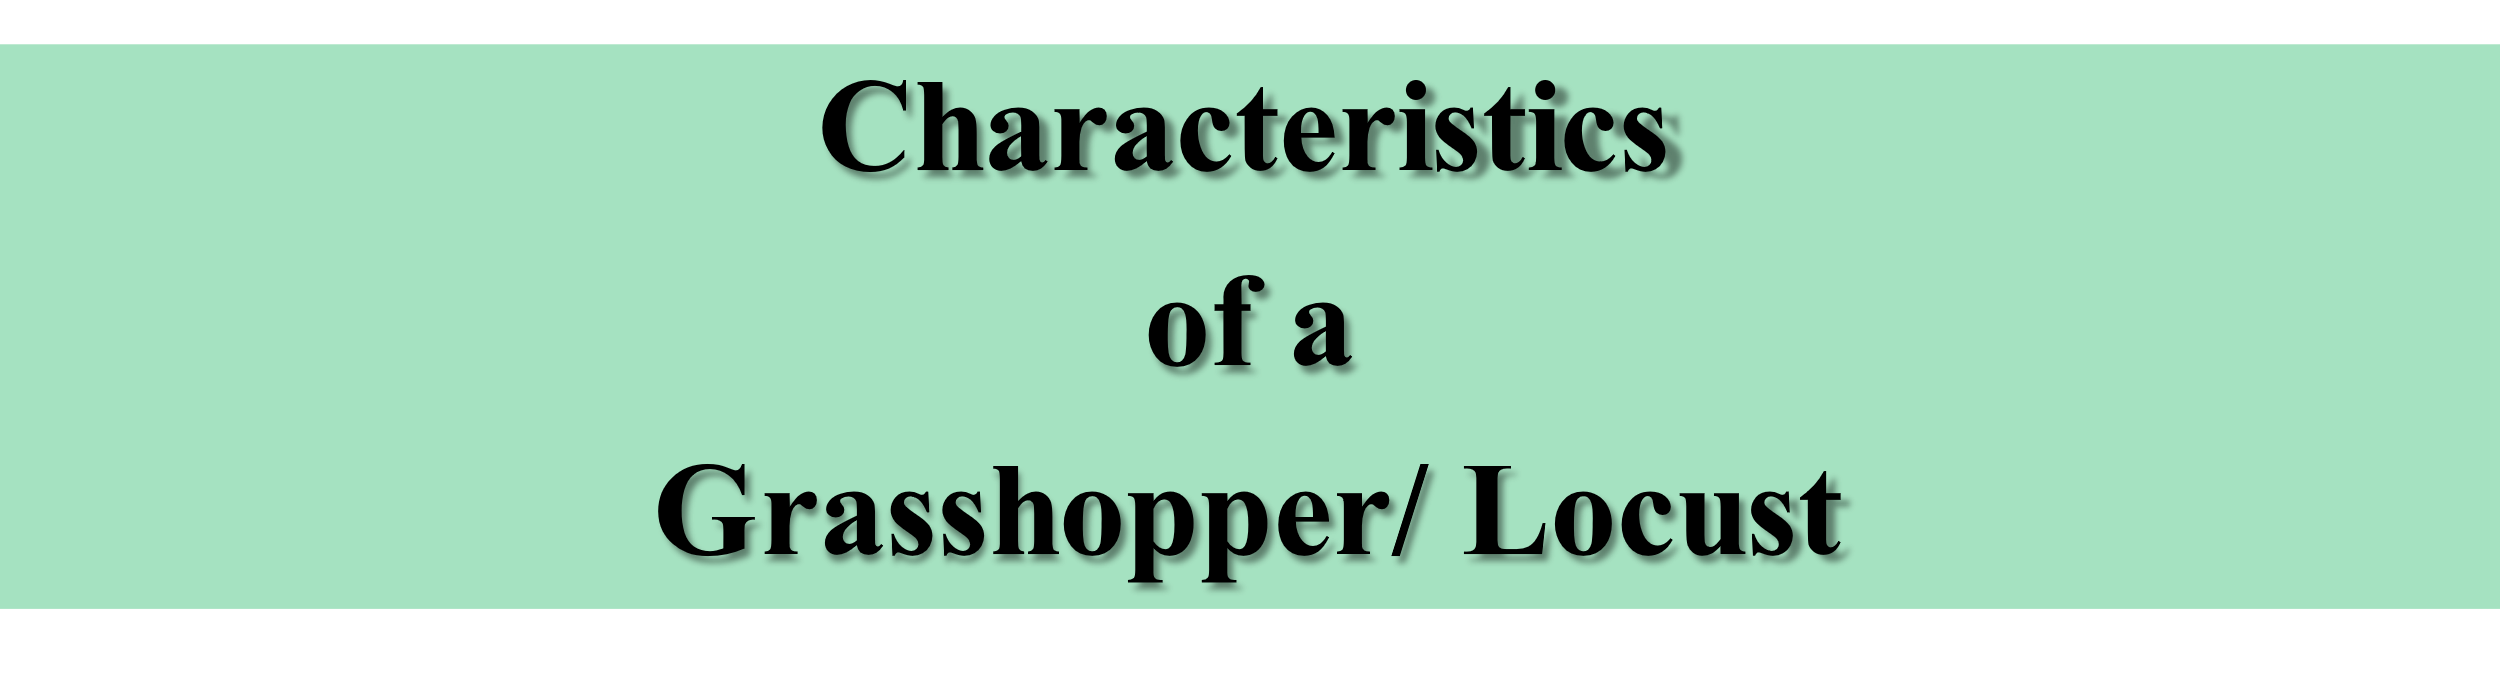 Characteristics
of a
Grasshopper/ Locust